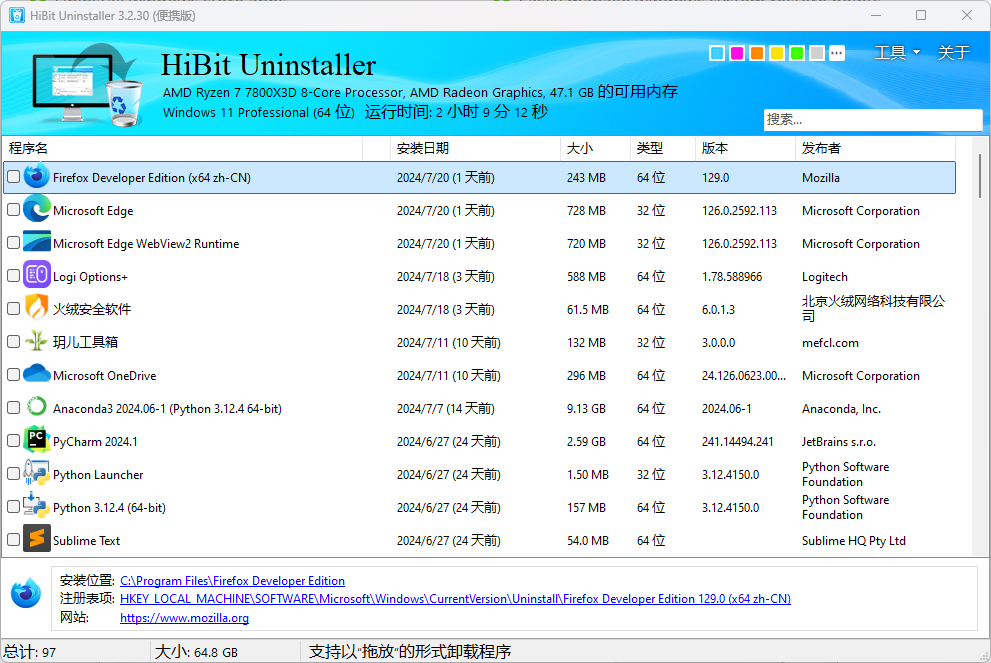 HiBit Uninstaller 3.2.30 (便携版)
HiBit Uninstaller
工具 关于
AMD Ryzen 7 7800X3D 8-Core Processor, AMD Radeon Graphics, 47.1 GB 的可用内存
Windows 11 Professional (64 位) 运行时间: 2 小时 9 分 12 秒
搜索...
程序名 安装日期 大小 类型 版本 发布者
Firefox Developer Edition (x64 zh-CN) 2024/7/20 (1 天前) 243 MB 64 位 129.0 Mozilla
Microsoft Edge 2024/7/20 (1 天前) 728 MB 32 位 126.0.2592.113 Microsoft Corporation
Microsoft Edge WebView2 Runtime 2024/7/20 (1 天前) 720 MB 32 位 126.0.2592.113 Microsoft Corporation
Logi Options+ 2024/7/18 (3 天前) 588 MB 64 位 1.78.588966 Logitech
火绒安全软件 2024/7/18 (3 天前) 61.5 MB 64 位 6.0.1.3 北京火绒网络科技有限公
司
玥儿工具箱 2024/7/11 (10 天前) 132 MB 32 位 3.0.0.0 mefcl.com
Microsoft OneDrive 2024/7/11 (10 天前) 296 MB 64 位 24.126.0623.00... Microsoft Corporation
Anaconda3 2024.06-1 (Python 3.12.4 64-bit) 2024/7/7 (14 天前) 9.13 GB 64 位 2024.06-1 Anaconda, Inc.
PC PyCharm 2024.1 2024/6/27 (24 天前) 2.59 GB 64 位 241.14494.241 JetBrains s.r.o.
Python Launcher 2024/6/27 (24 天前) 1.50 MB 32 位 3.12.4150.0 Python Software
Foundation
Python 3.12.4 (64-bit) 2024/6/27 (24 天前) 157 MB 64 位 3.12.4150.0 Python Software
Foundation
Sublime Text 2024/6/27 (24 天前) 54.0 MB 64 位 Sublime HQ Pty Ltd
安装位置: C:\Program Files\Firefox Developer Edition
注册表项: HKEY_LOCAL_MACHINE\SOFTWARE\Microsoft\Windows\CurrentVersion\Uninstall\Firefox Developer Edition 129.0 (x64 zh-CN)
网站: https://www.mozilla.org
总计: 97 大小: 64.8 GB 支持以“拖放”的形式卸载程序